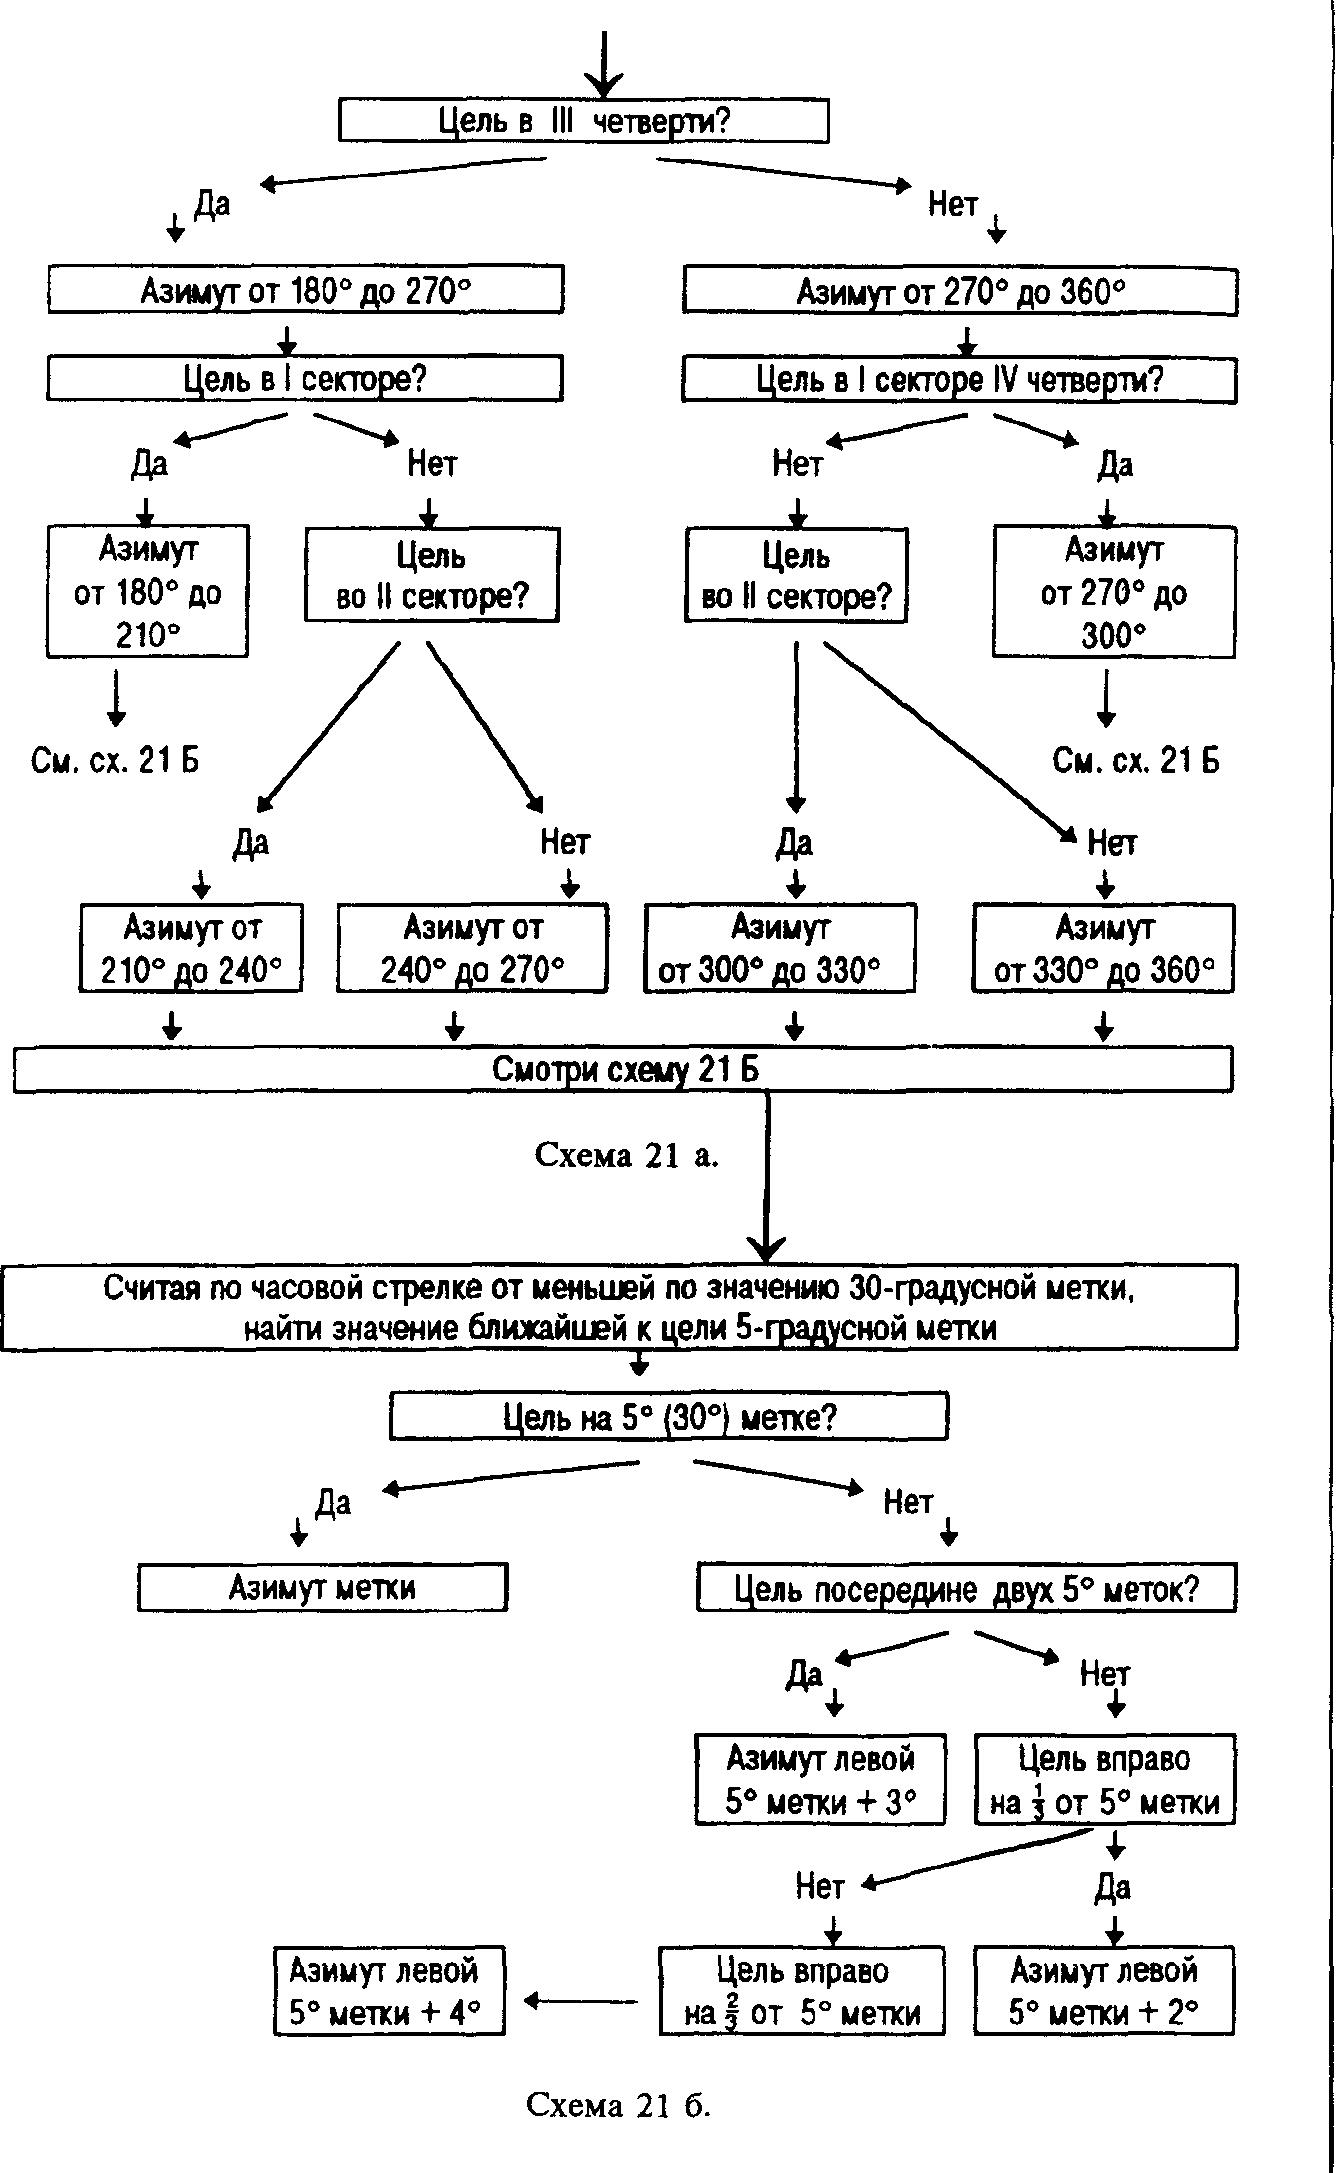 Цель в III четверти?
Да
Нет
Азимут от 180° до 270°
Азимут от 270° до 360°
Цель в I секторе?
Цель в I секторе IV четверти?
Да
Нет
Нет
Да
Азимут
от 180° до
210°
Цель
во II секторе?
Цель
во II секторе?
Азимут
от 270° до
300°
См. сх. 21 Б
См. сх. 21 Б
Да
Нет
Да
Нет
Азимут от
210° до 240°
Азимут от
240° до 270°
Азимут
от 300° до 330°
Азимут
от 330° до 360°
Смотри схему 21 Б
Схема 21 а.
Считая по часовой стрелке от меньшей по значению 30-градусной метки,
найти значение ближайшей к цели 5-градусной метки
Цель на 5° (30°) метке?
Да
Нет
Азимут метки
Цель посередине двух 5° меток?
Да
Нет
Азимут левой
5° метки + 3°
Цель вправо
на 1/3 от 5° метки
Нет
Да
Азимут левой
5° метки + 4°
Цель вправо
на 2/3 от 5° метки
Азимут левой
5° метки + 2°
Схема 21 б.